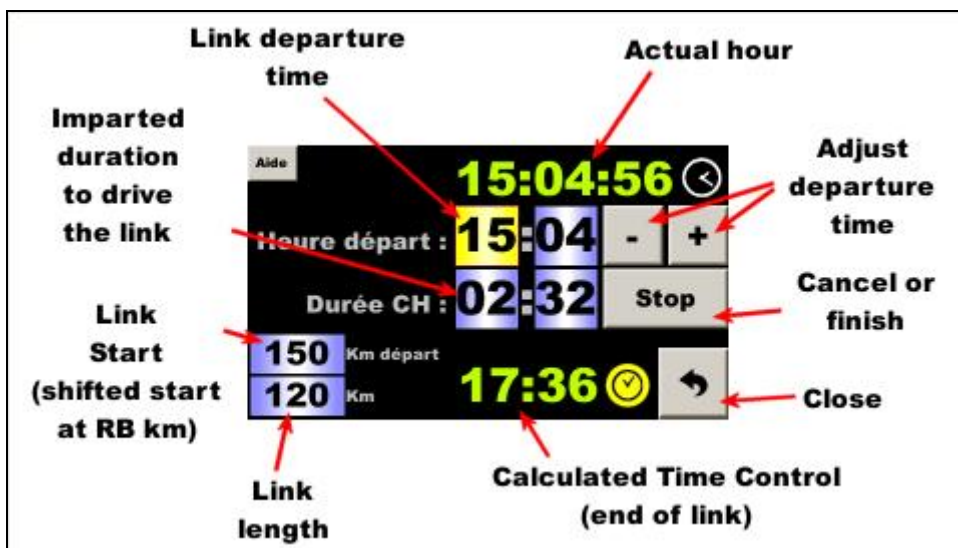 Link departure
time
Actual hour
Imparted
duration
to drive
the link
Adjust
departure
time
Aide
15:04:56
Heure départ : 15:04 - +
Durée CH : 02:32 Stop
Cancel or
finish
Link
Start
(shifted start
at RB km)
150 Km départ
120 Km
17:36
Close
Link
length
Calculated Time Control
(end of link)